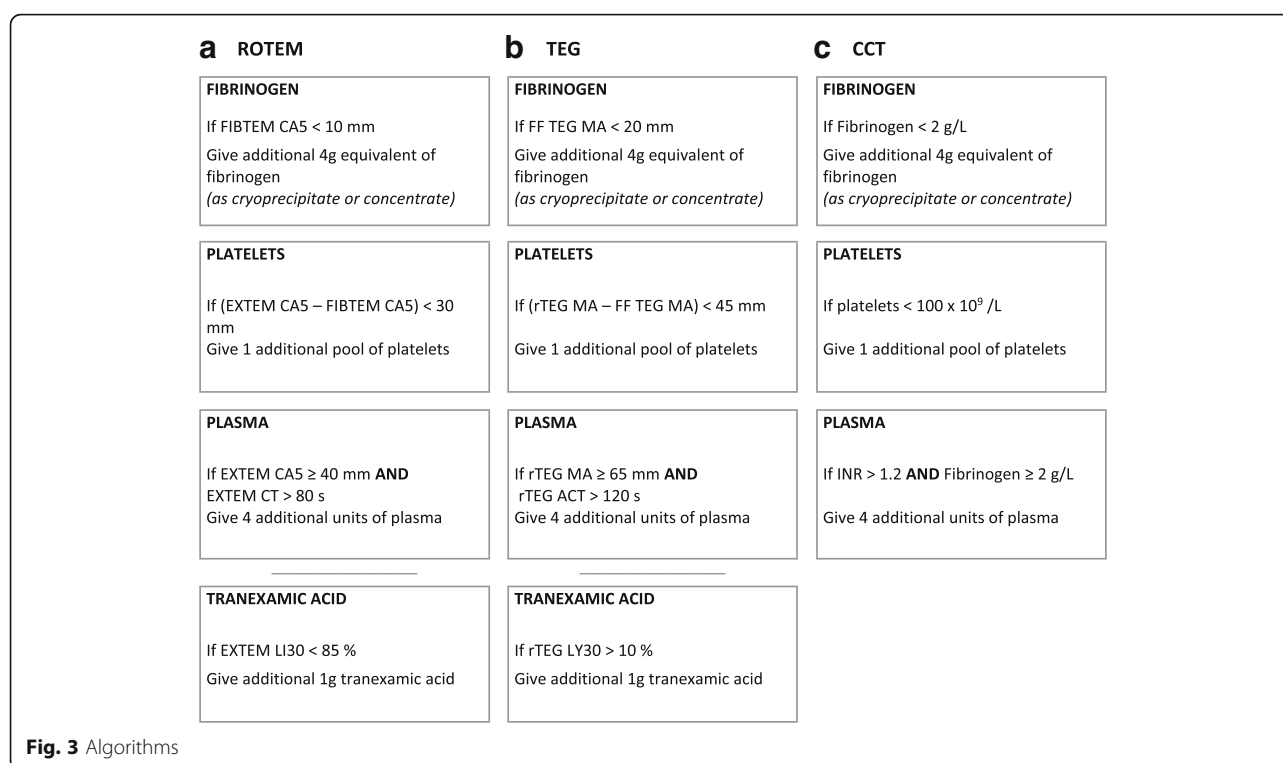 a ROTEM
FIBRINOGEN
If FIBTEM CA5 < 10 mm
Give additional 4g equivalent of
fibrinogen
(as cryoprecipitate or concentrate)
PLATELETS
If (EXTEM CA5 – FIBTEM CA5) < 30
mm
Give 1 additional pool of platelets
PLASMA
If EXTEM CA5 ≥ 40 mm AND
EXTEM CT > 80 s
Give 4 additional units of plasma
TRANEXAMIC ACID
If EXTEM LI30 < 85 %
Give additional 1g tranexamic acid
b TEG
FIBRINOGEN
If FF TEG MA < 20 mm
Give additional 4g equivalent of
fibrinogen
(as cryoprecipitate or concentrate)
PLATELETS
If (rTEG MA – FF TEG MA) < 45 mm
Give 1 additional pool of platelets
PLASMA
If rTEG MA ≥ 65 mm AND
rTEG ACT > 120 s
Give 4 additional units of plasma
TRANEXAMIC ACID
If rTEG LY30 > 10 %
Give additional 1g tranexamic acid
c CCT
FIBRINOGEN
If Fibrinogen < 2 g/L
Give additional 4g equivalent of
fibrinogen
(as cryoprecipitate or concentrate)
PLATELETS
If platelets < 100 x 10⁹ /L
Give 1 additional pool of platelets
PLASMA
If INR > 1.2 AND Fibrinogen ≥ 2 g/L
Give 4 additional units of plasma
Fig. 3 Algorithms